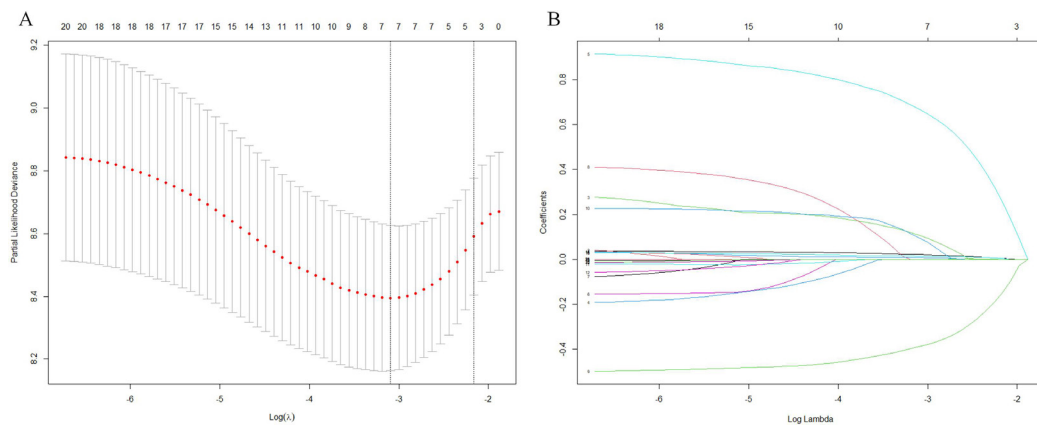 A
20 20 18 18 18 18 17 17 17 15 14 13 11 11 10 10 9 8 7 7 7 7 5 5 3 0
Partial Likelihood Deviance
9.2
9.0
8.8
8.6
8.4
8.2
-6 -5 -4 -3 -2
Log(λ)
B
18 15 10 7 3
Coefficients
0.8
0.6
0.4
0.2
0.0
-0.2
-0.4
-6 -5 -4 -3 -2
Log Lambda